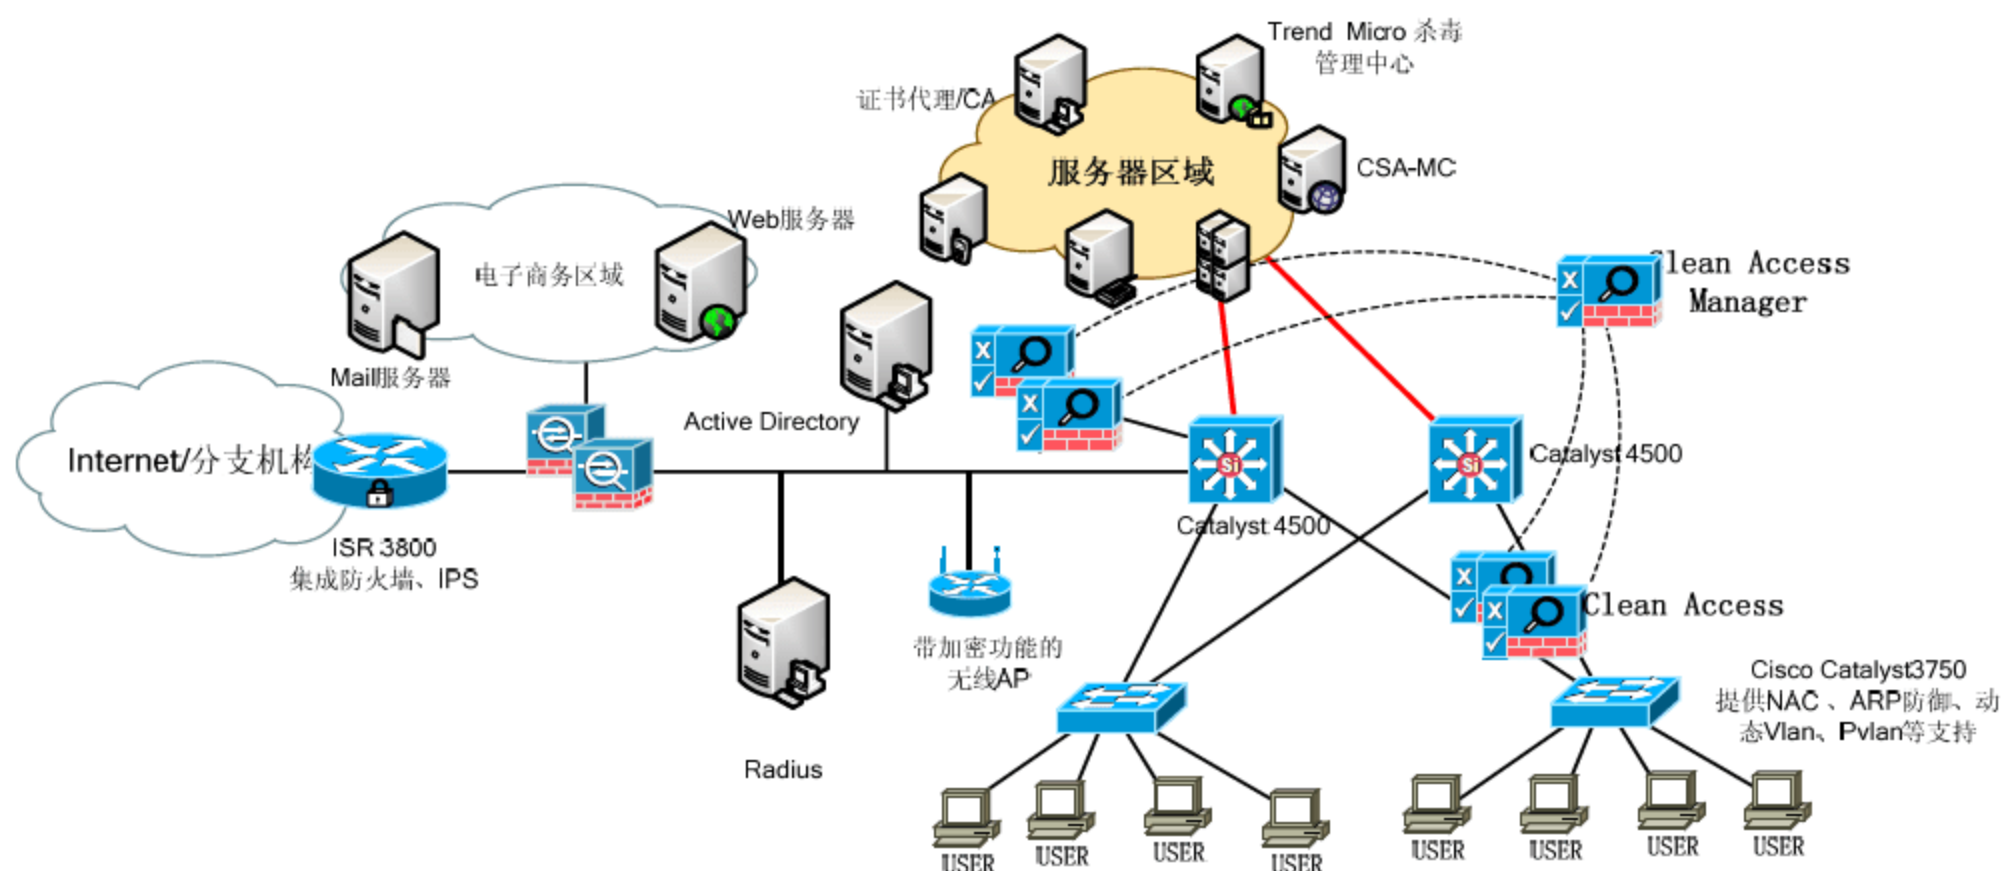 Trend Micro 杀毒
管理中心
证书代理/CA
服务器区域
CSA-MC
Web服务器
电子商务区域
Clean Access
Manager
Mail服务器
Active Directory
Internet/分支机构
Catalyst 4500
Catalyst 4500
ISR 3800
集成防火墙、IPS
Clean Access
带加密功能的
无线AP
Cisco Catalyst3750
提供NAC 、ARP防御、动
态Vlan、Pvlan等支持
Radius
USER
USER
USER
USER
USER
USER
USER
USER